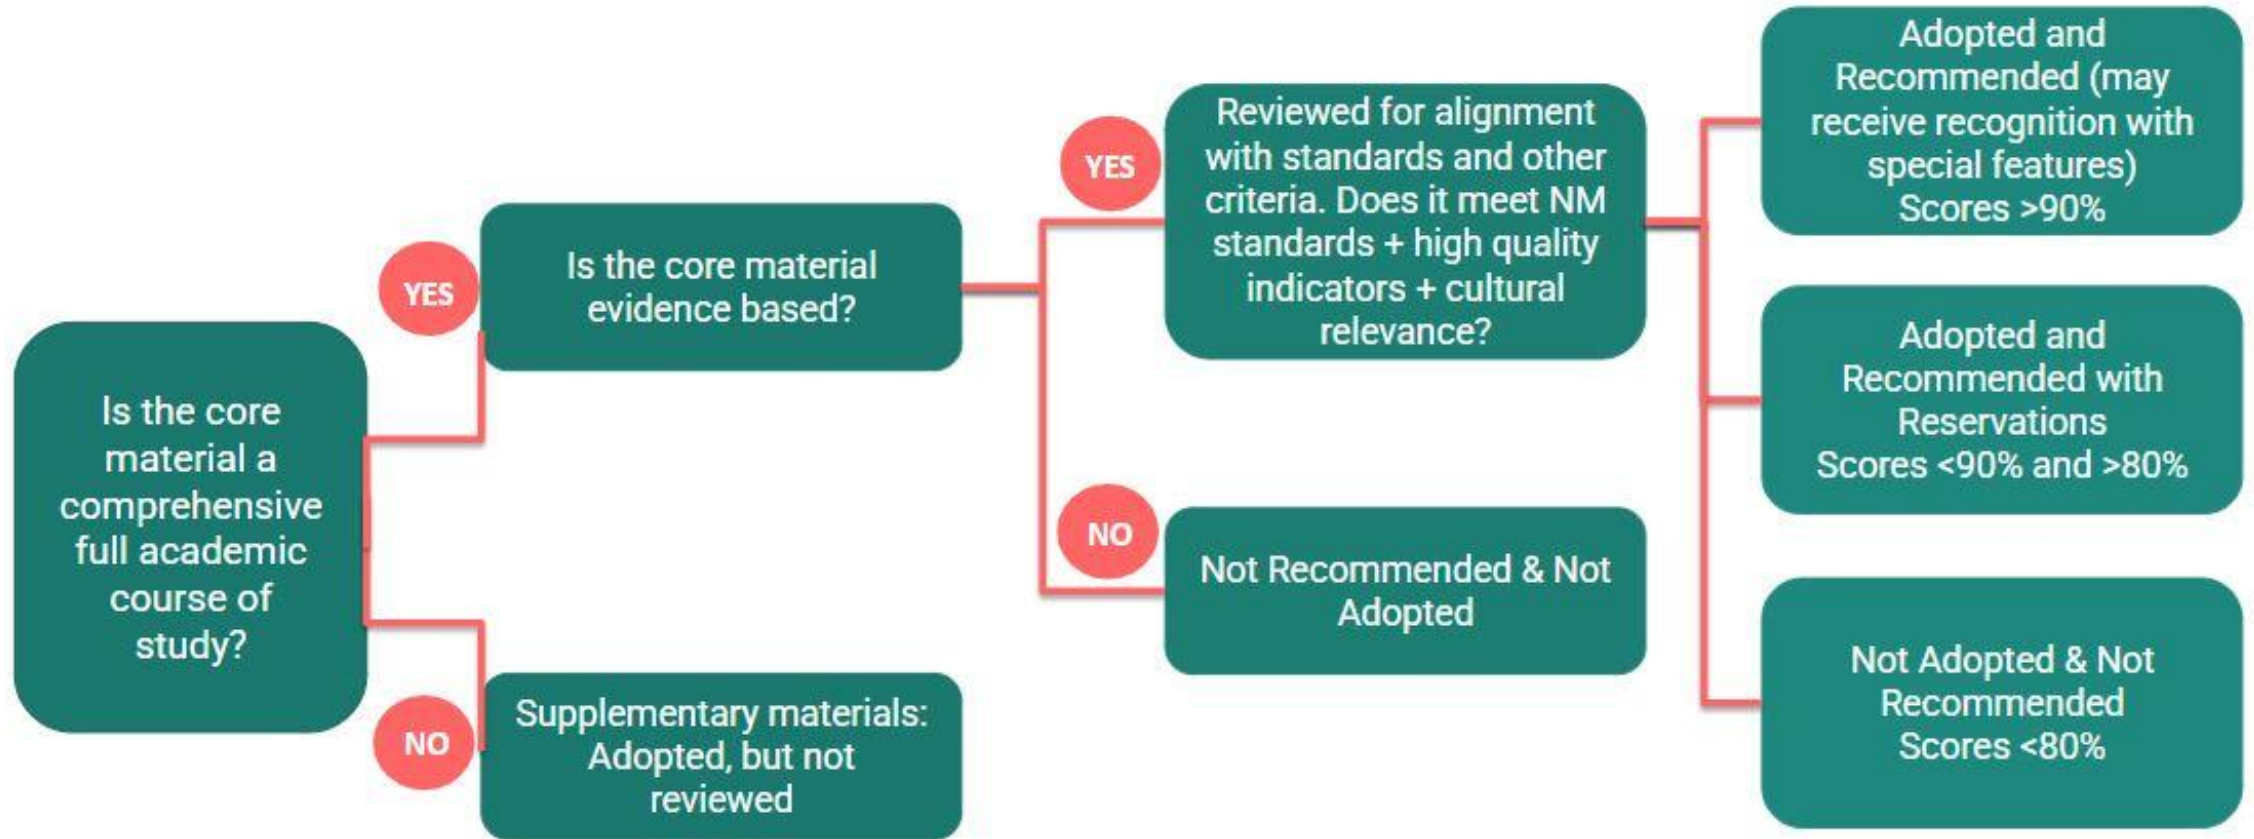 Is the core
material a
comprehensive
full academic
course of
study?
YES
Is the core material
evidence based?
NO
Supplementary materials:
Adopted, but not
reviewed
YES
Reviewed for alignment
with standards and other
criteria. Does it meet NM
standards + high quality
indicators + cultural
relevance?
NO
Not Recommended & Not
Adopted
Adopted and
Recommended (may
receive recognition with
special features)
Scores >90%
Adopted and
Recommended with
Reservations
Scores <90% and >80%
Not Adopted & Not
Recommended
Scores <80%